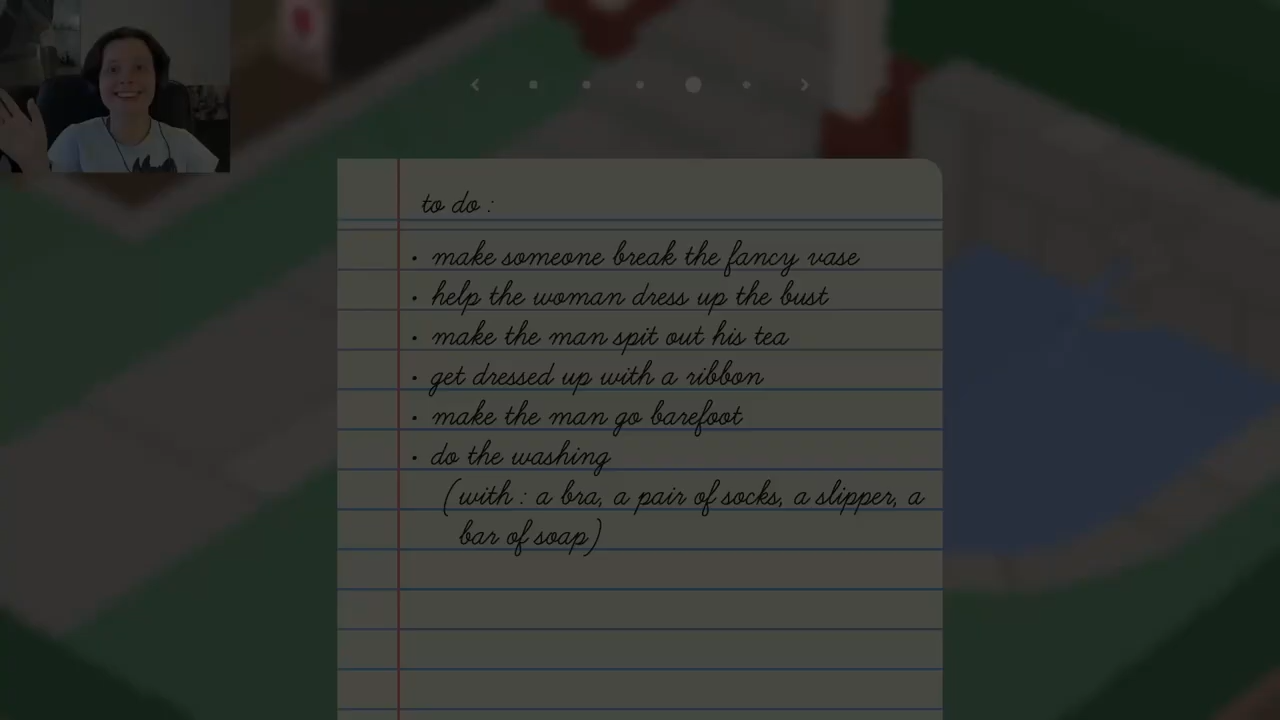 to do :
• make someone break the fancy vase
• help the woman dress up the bust
• make the man spit out his tea
• get dressed up with a ribbon
• make the man go barefoot
• do the washing
(with : a bra, a pair of socks, a slipper, a
bar of soap)